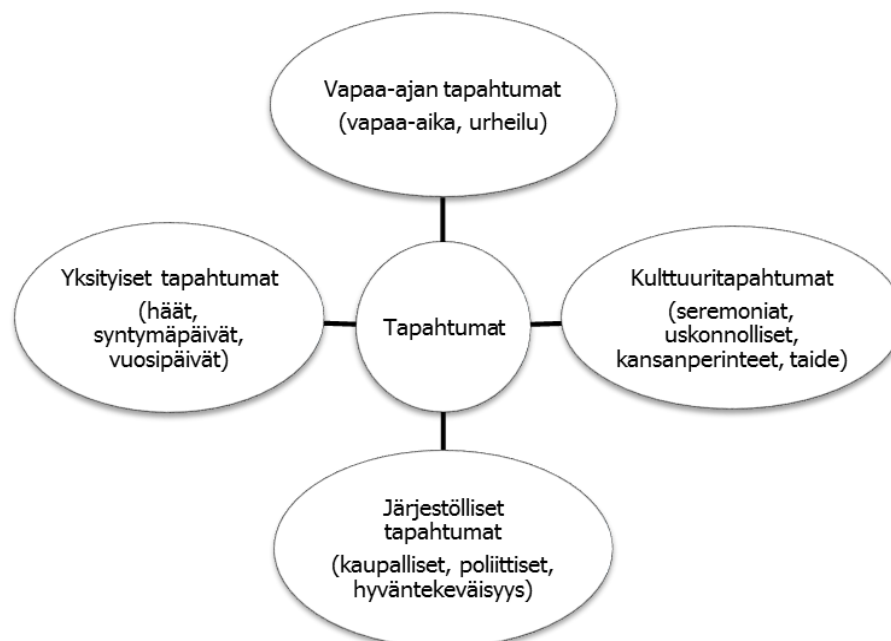 Vapaa-ajan tapahtumat
(vapaa-aika, urheilu)
Yksityiset tapahtumat
(häät,
syntymäpäivät,
vuosipäivät)
Tapahtumat
Kulttuuritapahtumat
(seremoniat,
uskonnolliset,
kansanperinteet, taide)
Järjestölliset
tapahtumat
(kaupalliset, poliittiset,
hyväntekeväisyys)